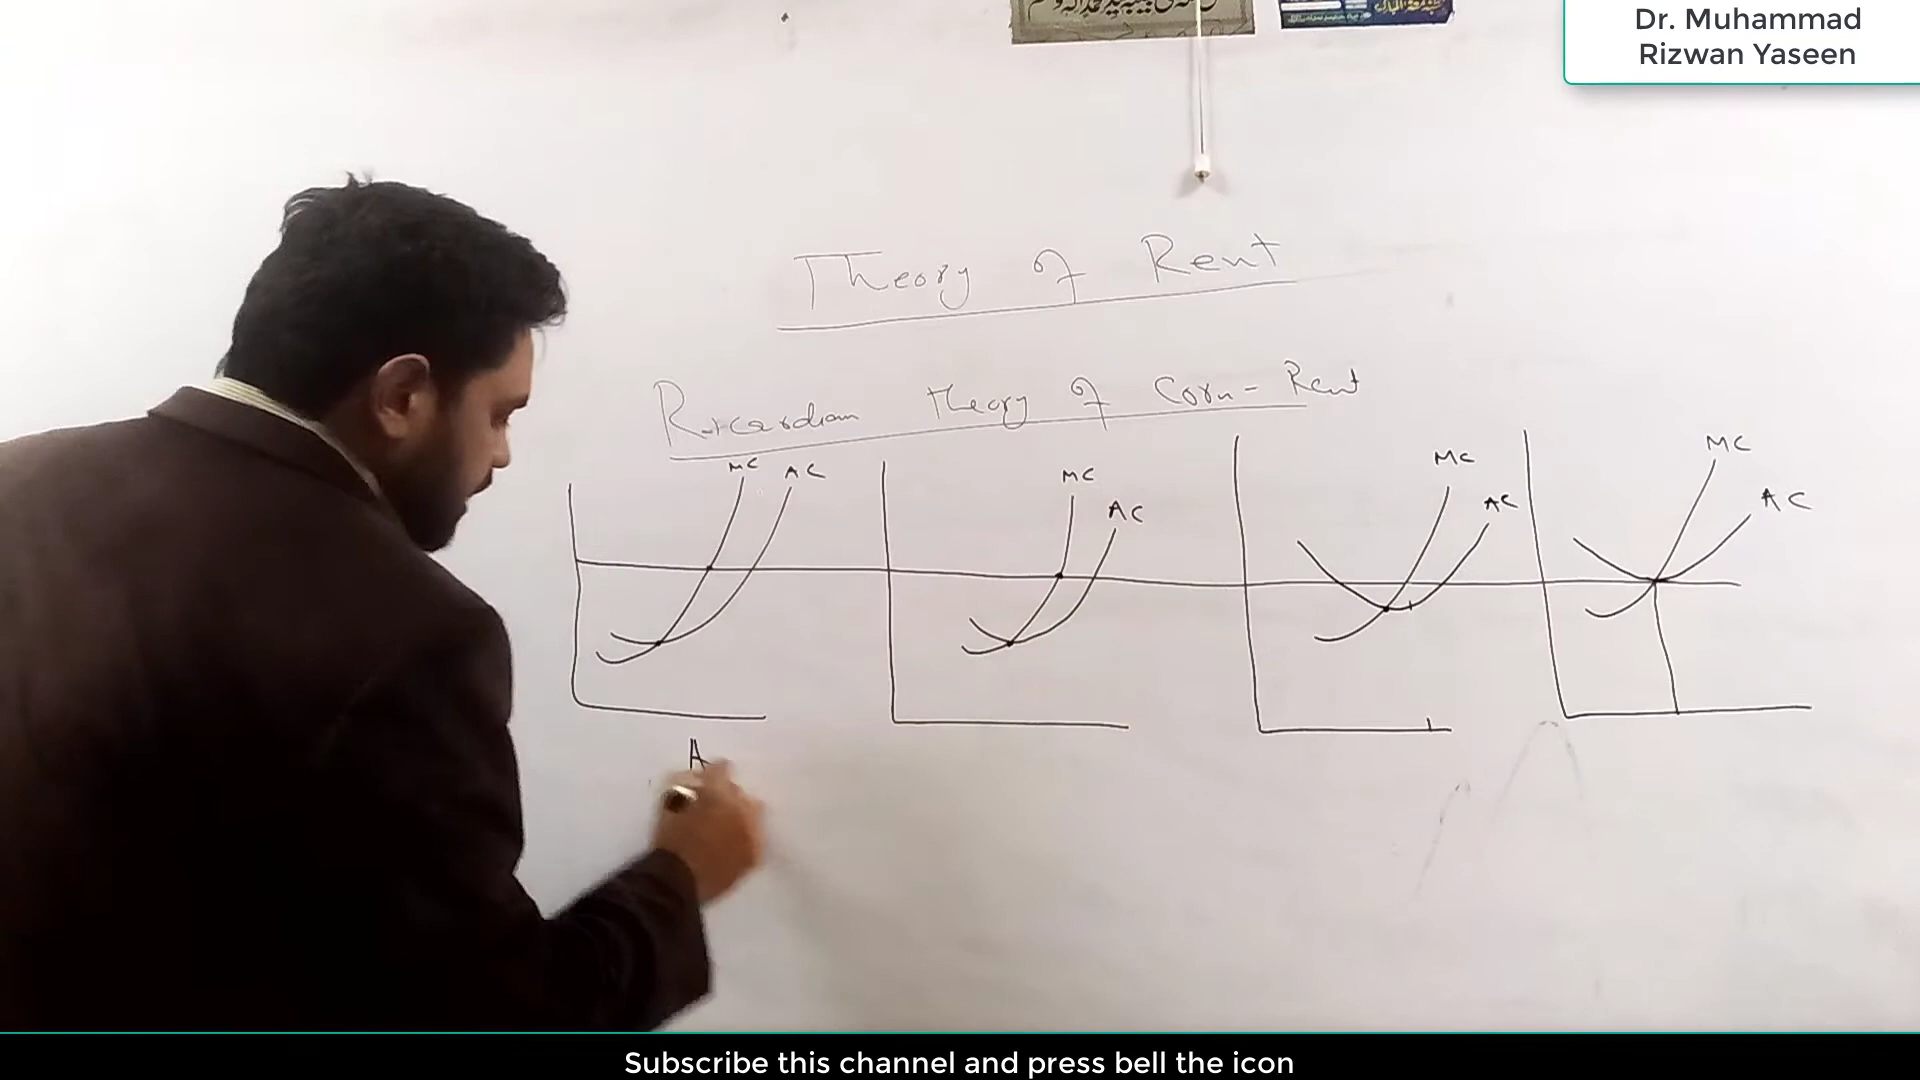 Dr. Muhammad
Rizwan Yaseen
Theory of Rent
Ricardian Theory of Corn-Rent
MC AC
MC AC
MC AC
MC AC
A
Subscribe this channel and press bell the icon